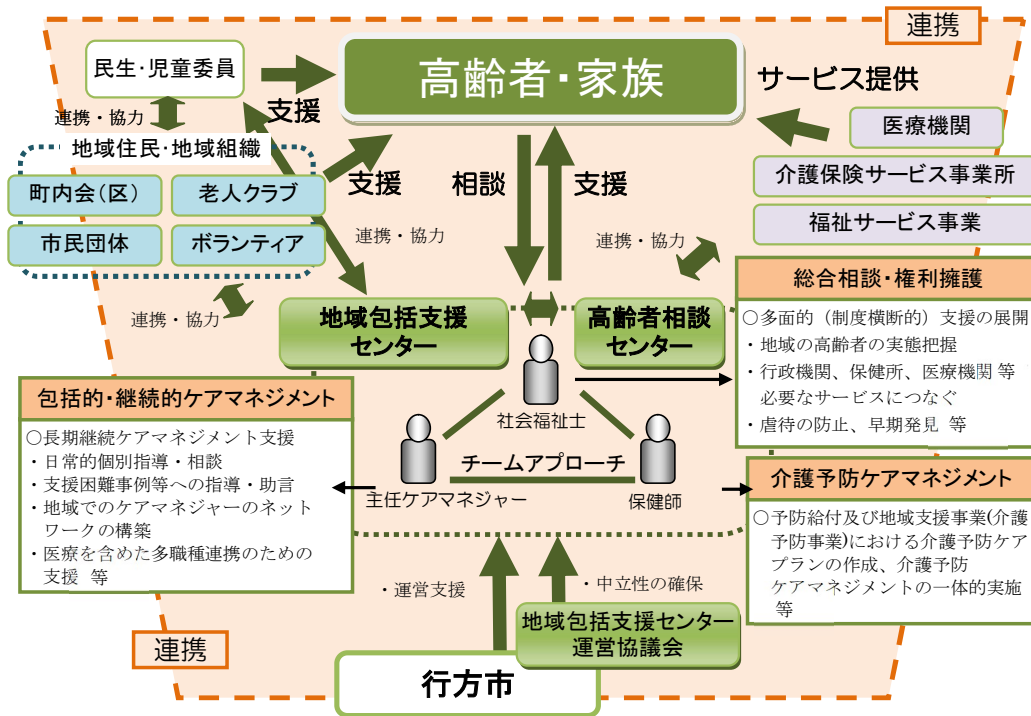 連携
民生・児童委員
高齢者・家族
サービス提供
支援
連携・協力
医療機関
地域住民・地域組織
町内会（区）
老人クラブ
支援
相談
支援
介護保険サービス事業所
市民団体
ボランティア
連携・協力
連携・協力
福祉サービス事業
連携・協力
地域包括支援
センター
高齢者相談
センター
総合相談・権利擁護
○多面的（制度横断的）支援の展開
・地域の高齢者の実態把握
・行政機関、保健所、医療機関 等
必要なサービスにつなぐ
・虐待の防止、早期発見 等
社会福祉士
包括的・継続的ケアマネジメント
○長期継続ケアマネジメント支援
・日常的個別指導・相談
・支援困難事例等への指導・助言
・地域でのケアマネジャーのネット
ワークの構築
・医療を含めた多職種連携のための
支援 等
チームアプローチ
主任ケアマネジャー
保健師
介護予防ケアマネジメント
○予防給付及び地域支援事業(介護
予防事業)における介護予防ケア
プランの作成、介護予防
ケアマネジメントの一体的実施
等
・運営支援
・中立性の確保
地域包括支援センター
運営協議会
連携
行方市